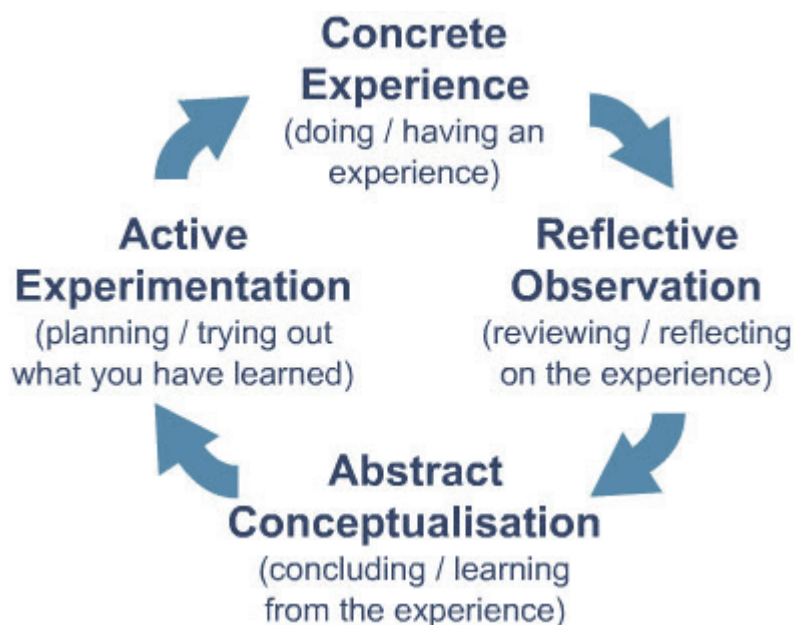 Concrete
Experience
(doing / having an
experience)
Reflective
Observation
(reviewing / reflecting
on the experience)
Abstract
Conceptualisation
(concluding / learning
from the experience)
Active
Experimentation
(planning / trying out
what you have learned)